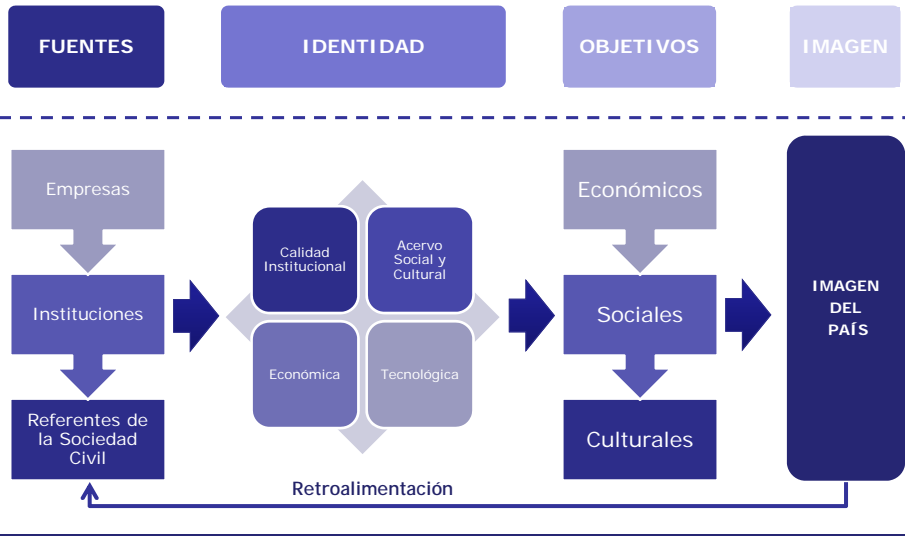 FUENTES
IDENTIDAD
OBJETIVOS
IMAGEN
Empresas
Instituciones
Referentes de
la Sociedad
Civil
Calidad
Institucional
Acervo
Social y
Cultural
Económica
Tecnológica
Económicos
Sociales
Culturales
IMAGEN
DEL
PAÍS
Retroalimentación